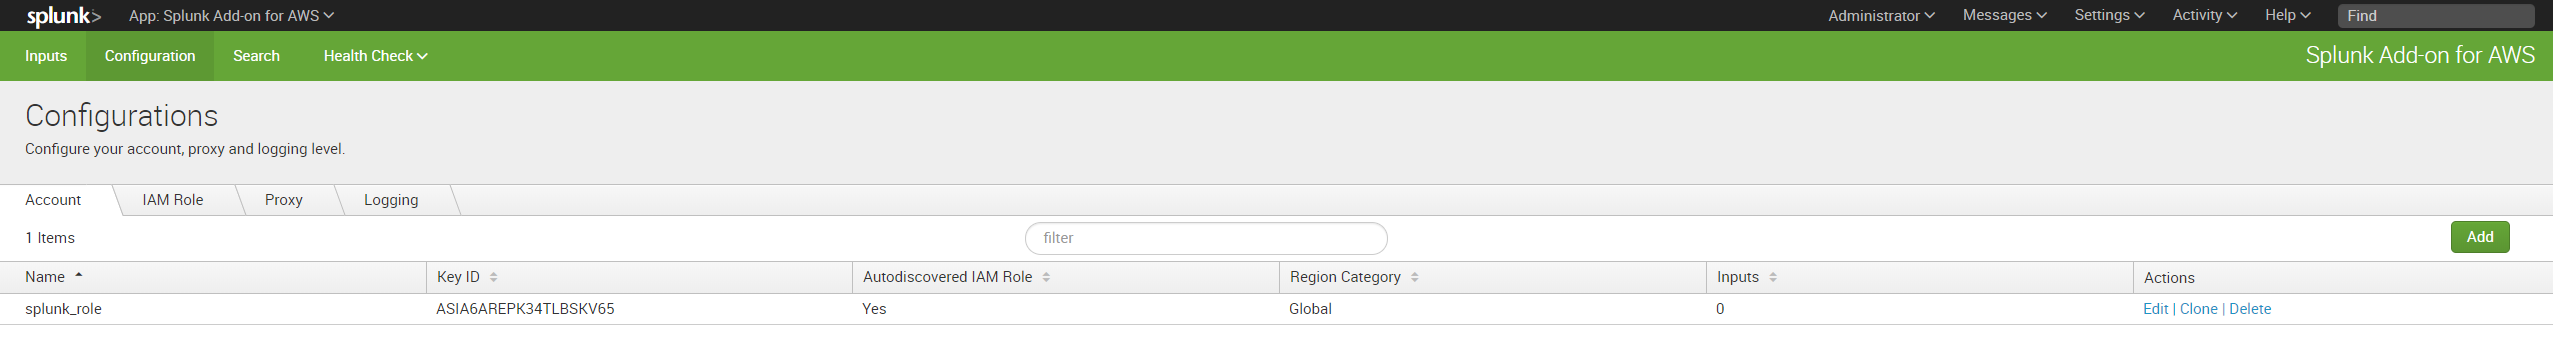 splunk> App: Splunk Add-on for AWS Administrator Messages Settings Activity Help Find
Inputs Configuration Search Health Check Splunk Add-on for AWS
Configurations
Configure your account, proxy and logging level.
Account IAM Role Proxy Logging
1 Items filter Add
Name Key ID Autodiscovered IAM Role Region Category Inputs Actions
splunk_role ASIA6AREPK34TLBSKV65 Yes Global 0 Edit | Clone | Delete